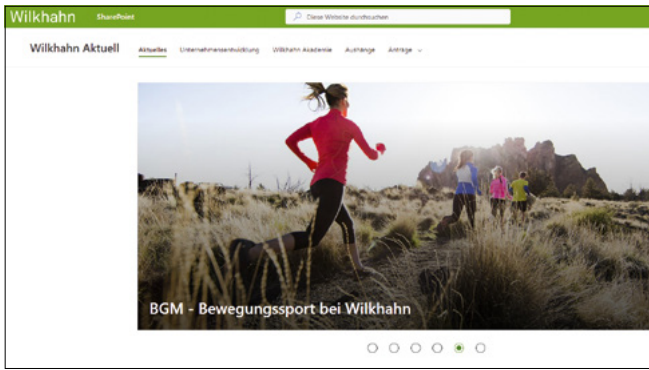 Wilkhahn SharePoint Diese Website durchsuchen
Wilkhahn Aktuell Aktuelles Unternehmensentwicklung Wilkhahn Akademie Aushänge Anträge
BGM - Bewegungssport bei Wilkhahn